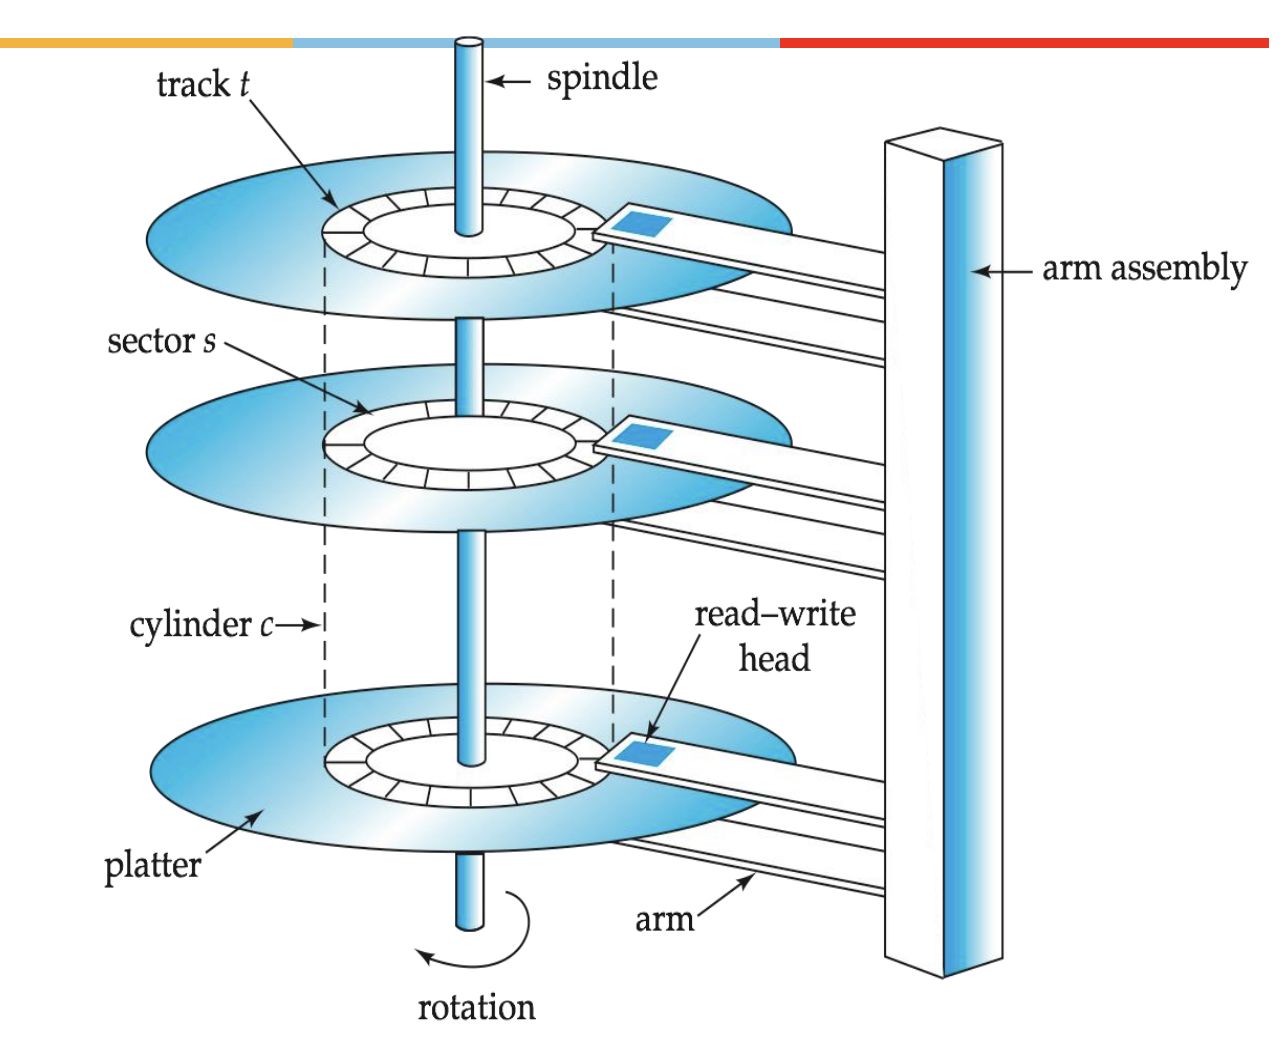 track t
spindle
arm assembly
sector s
cylinder c
read–write
head
platter
arm
rotation